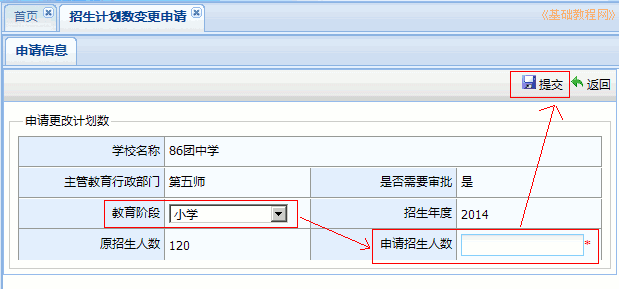 首页 招生计划数变更申请 《基础教程网》
申请信息
提交 返回
申请更改计划数
学校名称 86团中学
主管教育行政部门 第五师 是否需要审批 是
教育阶段 小学 招生年度 2014
原招生人数 120 申请招生人数 *